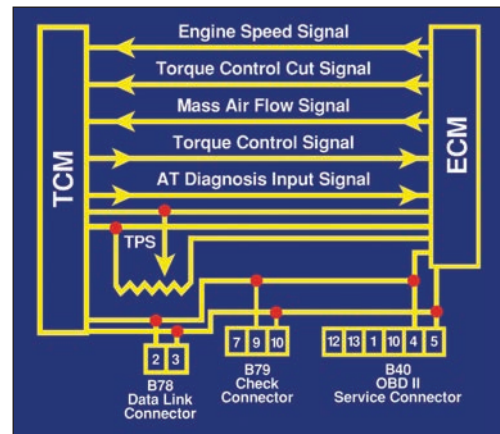 Engine Speed Signal
Torque Control Cut Signal
Mass Air Flow Signal
Torque Control Signal
AT Diagnosis Input Signal
TCM
ECM
TPS
2 3
7 9 10
12 13 1 10 4 5
B78
Data Link
Connector
B79
Check
Connector
B40
OBD II
Service Connector